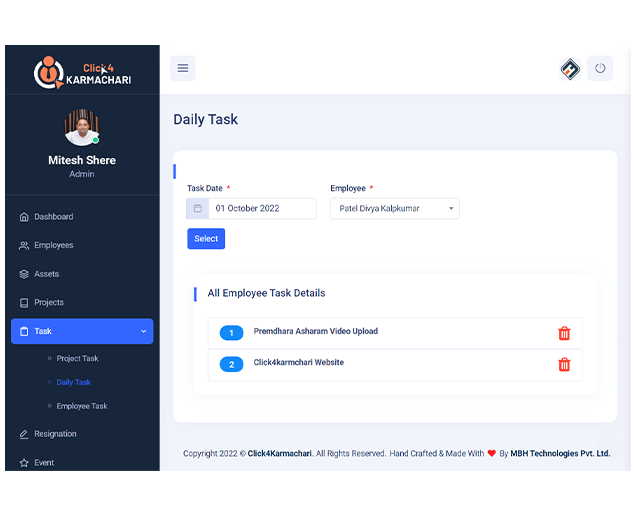 Click4
KARMACHARI
Mitesh Shere
Admin
Dashboard
Employees
Assets
Projects
Task
Project Task
Daily Task
Employee Task
Resignation
Event
Daily Task
Task Date * Employee *
01 October 2022 Patel Divya Kalpkumar
Select
All Employee Task Details
1 Premdhara Asharam Video Upload
2 Click4karmchari Website
Copyright 2022 © Click4Karmachari. All Rights Reserved. Hand Crafted & Made With ❤ By MBH Technologies Pvt. Ltd.